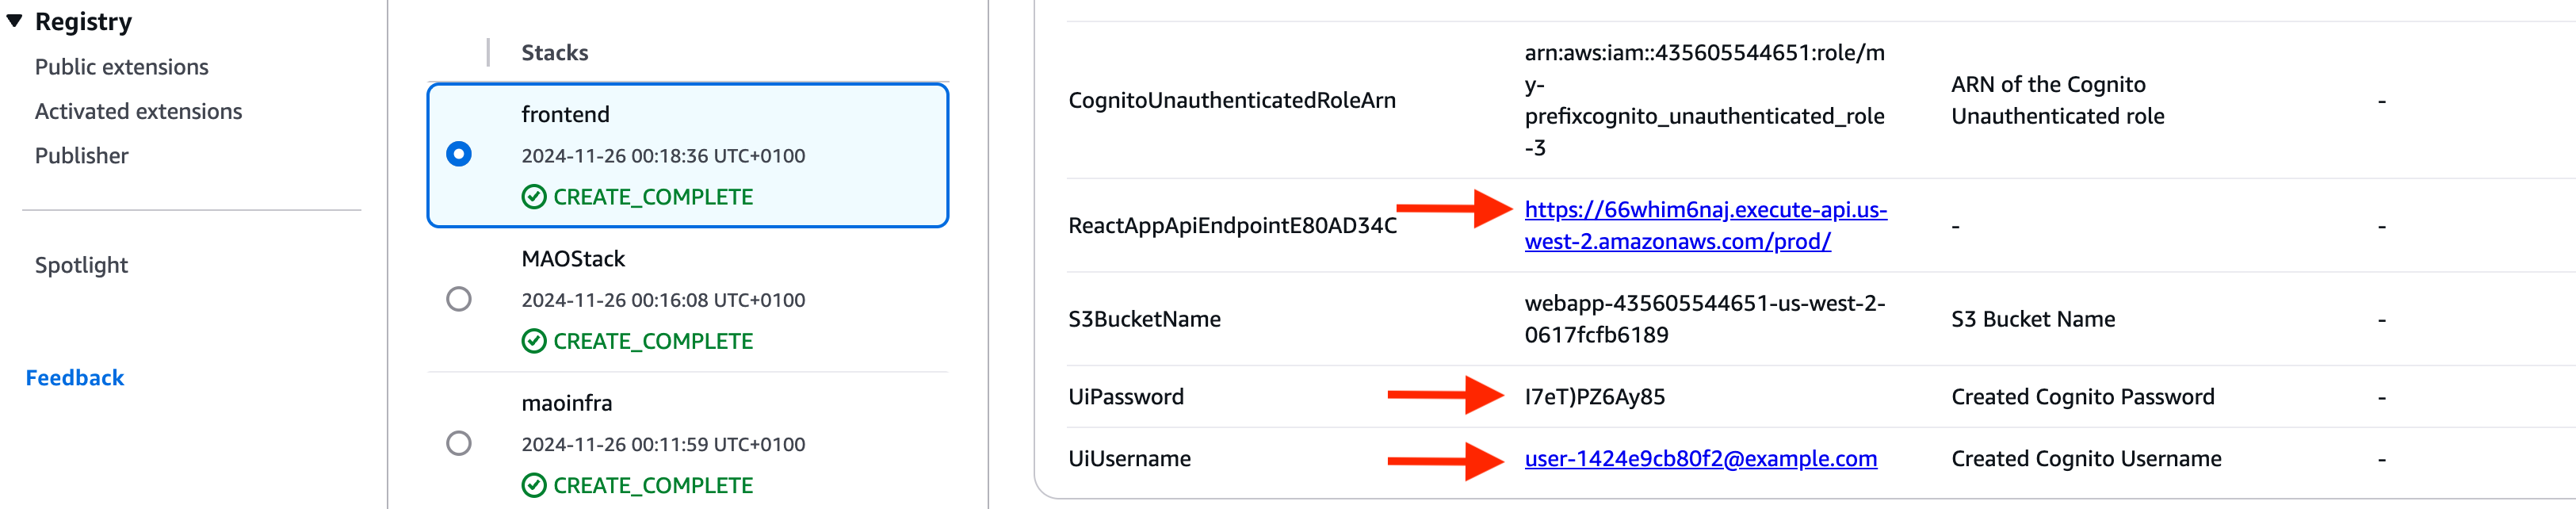 Registry
Public extensions
Activated extensions
Publisher
Spotlight
Feedback
Stacks
frontend
2024-11-26 00:18:36 UTC+0100
CREATE_COMPLETE
MAOStack
2024-11-26 00:16:08 UTC+0100
CREATE_COMPLETE
maoinfra
2024-11-26 00:11:59 UTC+0100
CREATE_COMPLETE
CognitoUnauthenticatedRoleArn
arn:aws:iam::435605544651:role/m
y-
prefixcognito_unauthenticated_role
-3
ARN of the Cognito
Unauthenticated role
-
ReactAppApiEndpointE80AD34C
https://66whim6naj.execute-api.us-
west-2.amazonaws.com/prod/
-
-
S3BucketName
webapp-435605544651-us-west-2-
0617fcfb6189
S3 Bucket Name
-
UiPassword
I7eT)PZ6Ay85
Created Cognito Password
-
UiUsername
user-1424e9cb80f2@example.com
Created Cognito Username
-